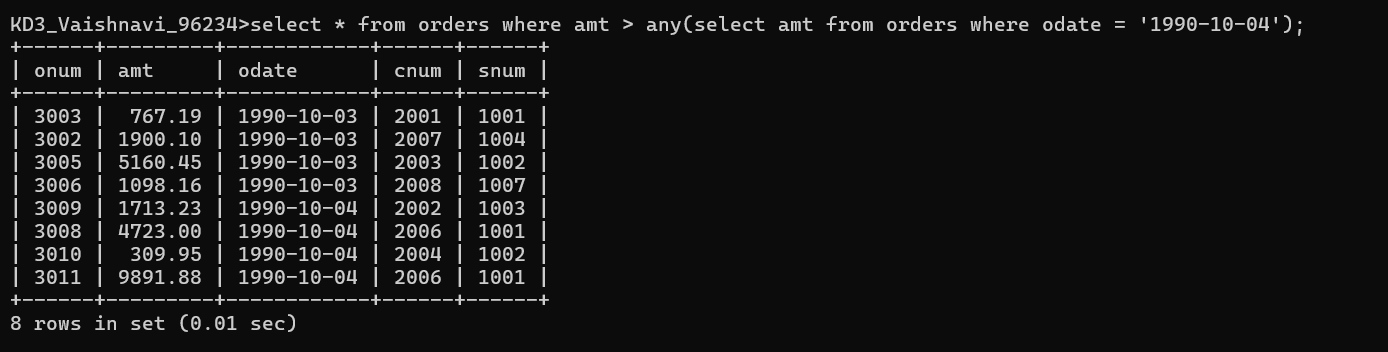 KD3_Vaishnavi_96234>select * from orders where amt > any(select amt from orders where odate = '1990-10-04');
+------+---------+------------+------+------+
| onum | amt     | odate      | cnum | snum |
+------+---------+------------+------+------+
| 3003 |  767.19 | 1990-10-03 | 2001 | 1001 |
| 3002 | 1900.10 | 1990-10-03 | 2007 | 1004 |
| 3005 | 5160.45 | 1990-10-03 | 2003 | 1002 |
| 3006 | 1098.16 | 1990-10-03 | 2008 | 1007 |
| 3009 | 1713.23 | 1990-10-04 | 2002 | 1003 |
| 3008 | 4723.00 | 1990-10-04 | 2006 | 1001 |
| 3010 |  309.95 | 1990-10-04 | 2004 | 1002 |
| 3011 | 9891.88 | 1990-10-04 | 2006 | 1001 |
+------+---------+------------+------+------+
8 rows in set (0.01 sec)